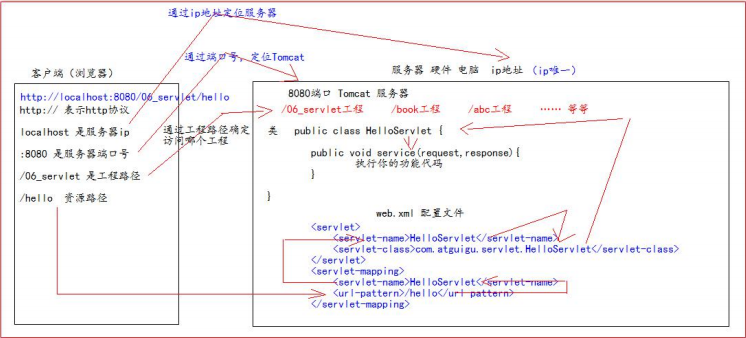 通过ip地址定位服务器
通过端口号，定位Tomcat
客户端（浏览器）
服务器 硬件 电脑 ip地址 （ip唯一）
http://localhost:8080/06_servlet/hello
http:// 表示http协议
localhost 是服务器ip
:8080 是服务器端口号
/06_servlet 是工程路径
/hello 资源路径
通过工程路径确定
访问哪个工程
8080端口 Tomcat 服务器
/06_servlet工程 /book工程 /abc工程 …… 等等
类 public class HelloServlet {
public void service(request,response){
执行你的功能代码
}
}
web.xml 配置文件
<servlet>
<servlet-name>HelloServlet</servlet-name>
<servlet-class>com.atguigu.servlet.HelloServlet</servlet-class>
</servlet>
<servlet-mapping>
<servlet-name>HelloServlet</servlet-name>
<url-pattern>/hello</url-pattern>
</servlet-mapping>